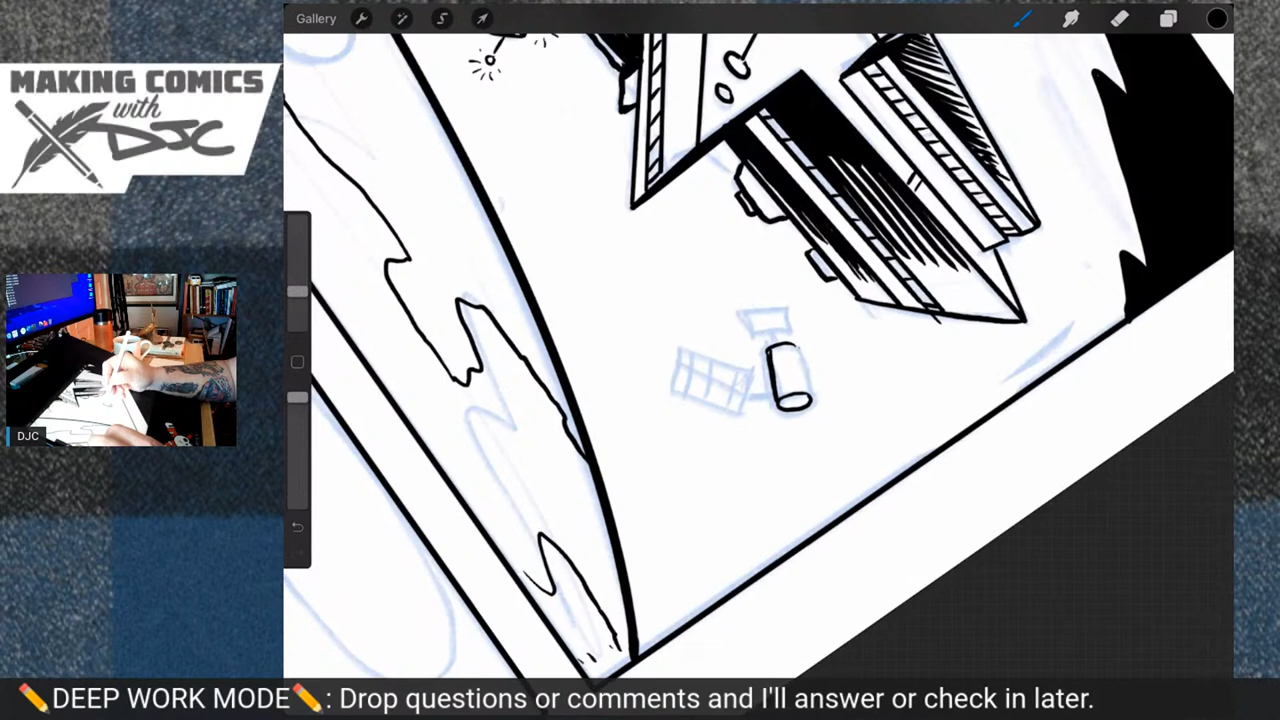 Gallery
MAKING COMICS
with
DJC
DJC
✏️DEEP WORK MODE✏️: Drop questions or comments and I'll answer or check in later.